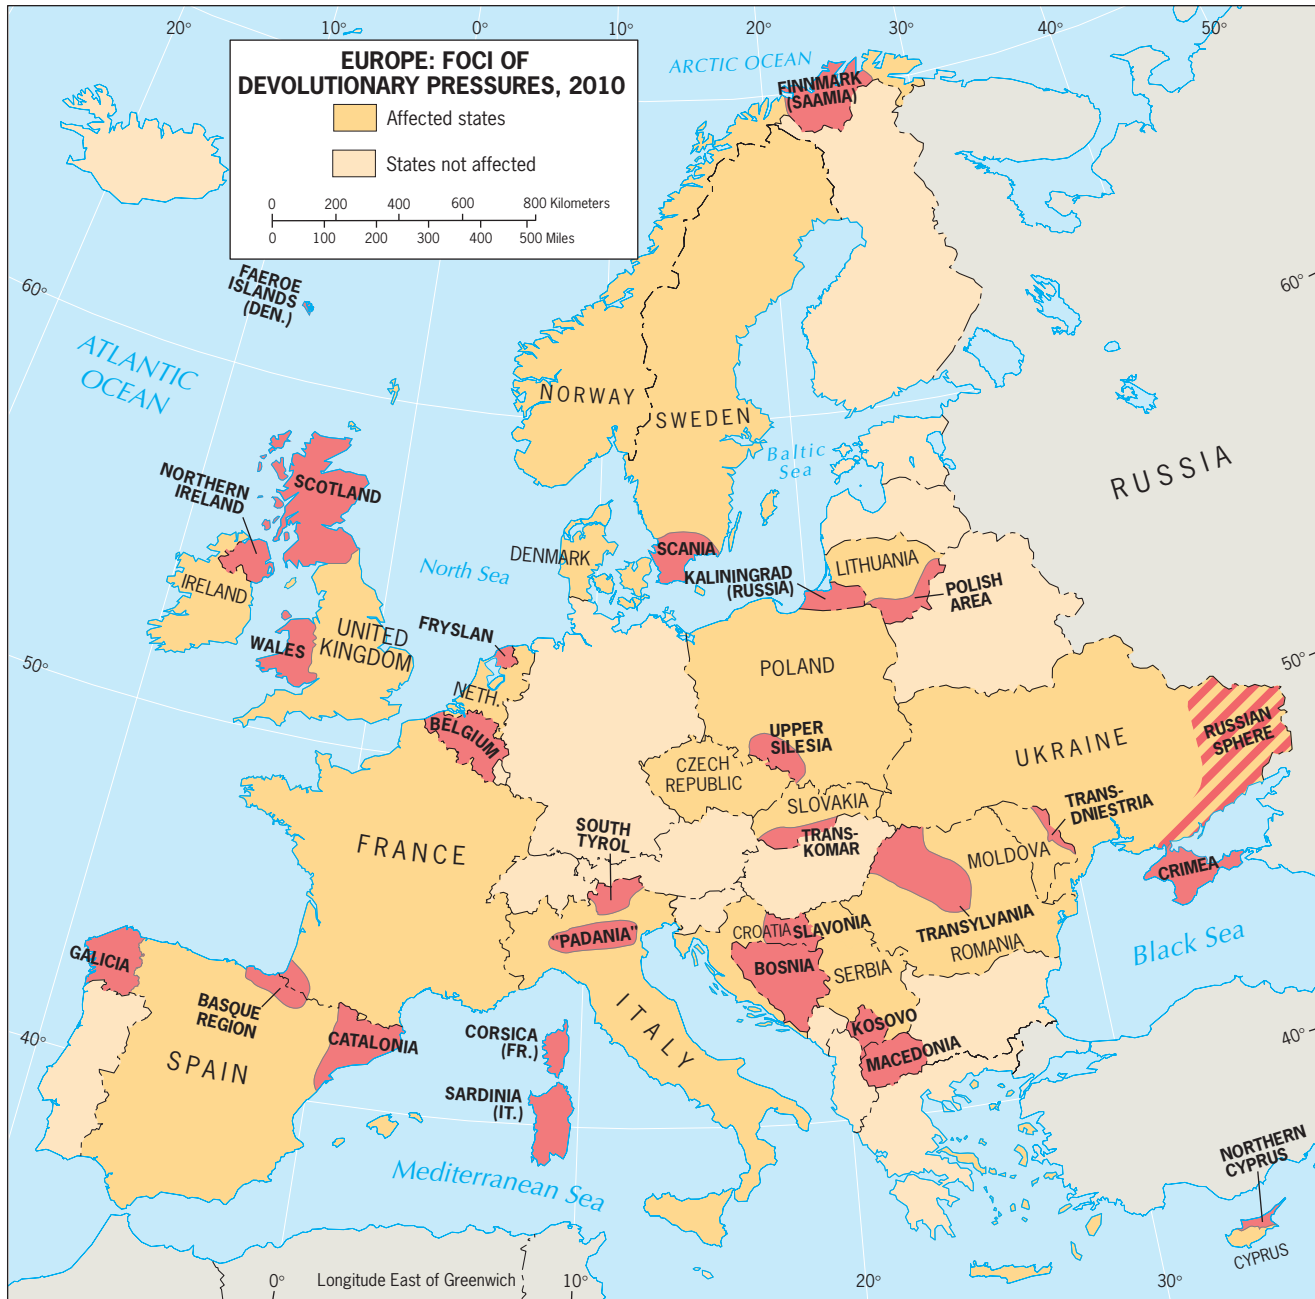 20°
10°
0°
10°
20°
30°
40°
50°
EUROPE: FOCI OF
DEVOLUTIONARY PRESSURES, 2010
Affected states
States not affected
0 200 400 600 800 Kilometers
0 100 200 300 400 500 Miles
ARCTIC OCEAN
FINNMARK
(SAAMIA)
60°
FAEROE
ISLANDS
(DEN.)
60°
ATLANTIC
OCEAN
NORWAY
SWEDEN
Baltic
Sea
RUSSIA
NORTHERN
IRELAND
SCOTLAND
DENMARK
SCANIA
LITHUANIA
KALININGRAD
(RUSSIA)
POLISH
AREA
North Sea
IRELAND
WALES
UNITED
KINGDOM
FRYSLAN
50°
50°
NETH.
POLAND
BELGIUM
UPPER
SILESIA
CZECH
REPUBLIC
UKRAINE
RUSSIAN
SPHERE
SLOVAKIA
TRANS-
DNIESTRIA
TRANS-
KOMAR
SOUTH
TYROL
FRANCE
MOLDOVA
CRIMEA
TRANSYLVANIA
ROMANIA
CROATIA
SLAVONIA
"PADANIA"
BOSNIA
SERBIA
Black Sea
GALICIA
BASQUE
REGION
CATALONIA
SPAIN
CORSICA
(FR.)
SARDINIA
(IT.)
ITALY
KOSOVO
MACEDONIA
40°
40°
Mediterranean Sea
NORTHERN
CYPRUS
CYPRUS
0°
Longitude East of Greenwich
10°
20°
30°